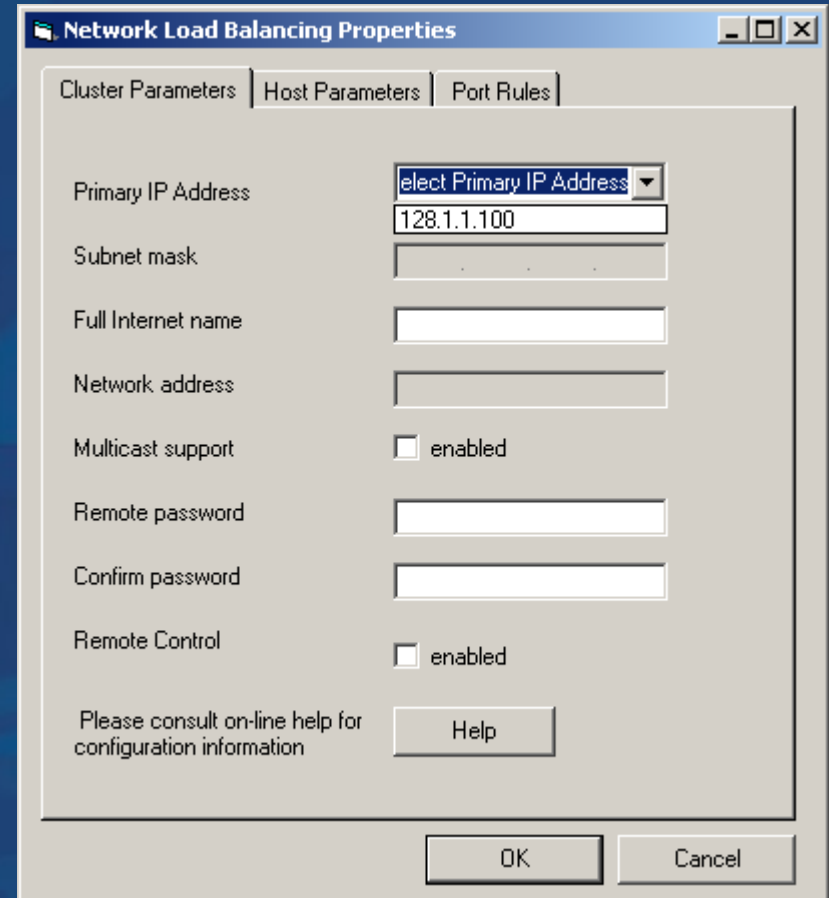 Network Load Balancing Properties
Cluster Parameters Host Parameters Port Rules
Primary IP Address elect Primary IP Address
128.1.1.100
Subnet mask . . .
Full Internet name
Network address
Multicast support enabled
Remote password
Confirm password
Remote Control enabled
Please consult on-line help for
configuration information
Help
OK Cancel